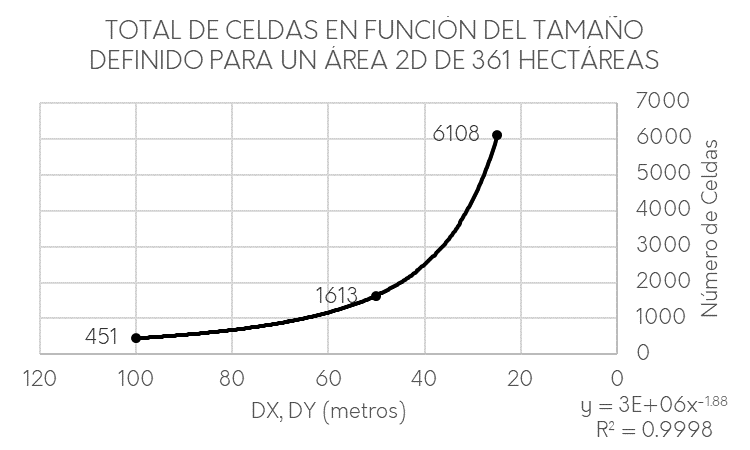 TOTAL DE CELDAS EN FUNCIÓN DEL TAMAÑO
DEFINIDO PARA UN ÁREA 2D DE 361 HECTÁREAS
7000
6108
6000
5000
4000
3000
1613
2000
451
1000
0
Número de Celdas
120 100 80 60 40 20 0
DX, DY (metros)
y = 3E+06x⁻¹·⁸⁸
R² = 0.9998